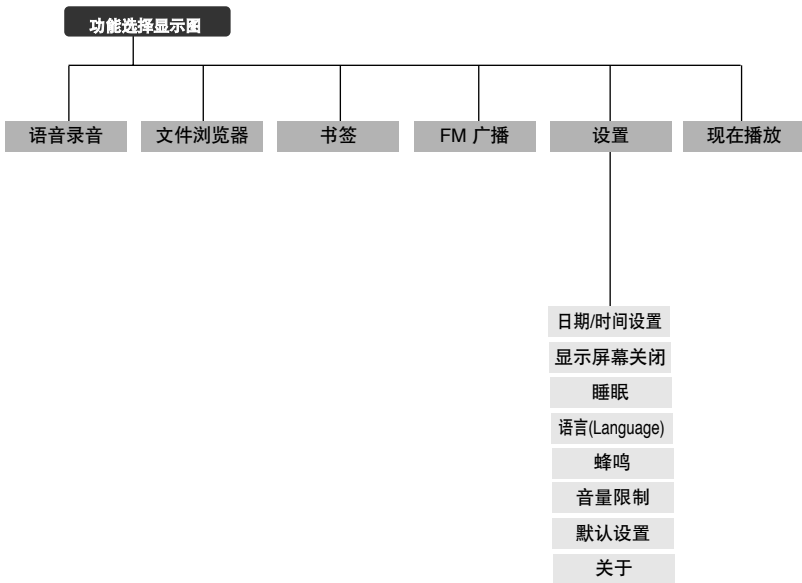 功能选择显示图
语音录音
文件浏览器
书签
FM 广播
设置
现在播放
日期/时间设置
显示屏幕关闭
睡眠
语言(Language)
蜂鸣
音量限制
默认设置
关于